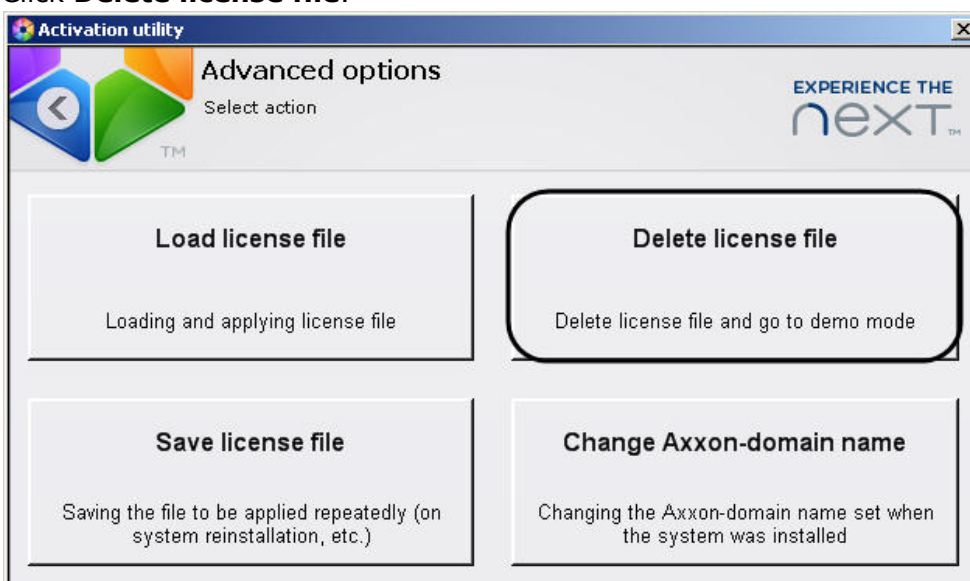 Click Delete license file.
Activation utility
Advanced options
Select action
TM
EXPERIENCE THE
next TM
Load license file
Loading and applying license file
Delete license file
Delete license file and go to demo mode
Save license file
Saving the file to be applied repeatedly (on
system reinstallation, etc.)
Change Axxon-domain name
Changing the Axxon-domain name set when
the system was installed